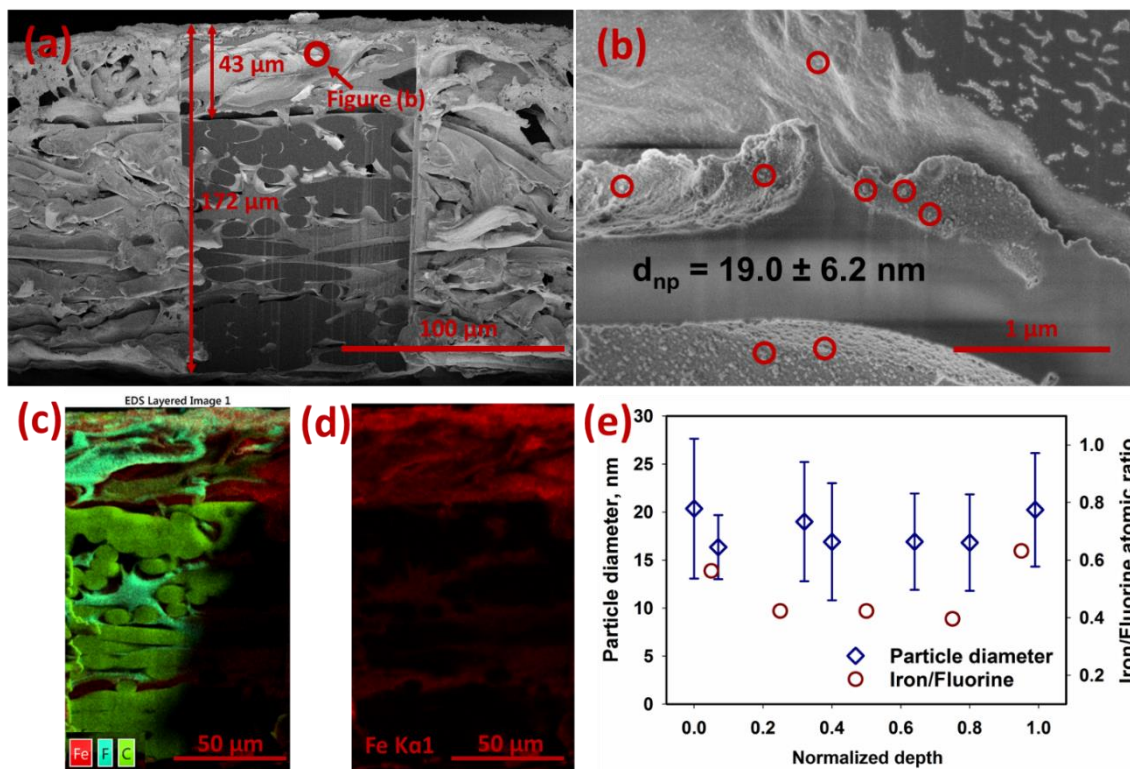 (a)
43 µm
Figure (b)
172 µm
100 µm
(b)
dnp = 19.0 ± 6.2 nm
1 µm
(c)
EDS Layered Image 1
Fe F C
50 µm
(d)
Fe Kα1
50 µm
(e)
Particle diameter, nm
30
25
20
15
10
5
0
1.0
0.8
0.6
0.4
0.2
Iron/Fluorine atomic ratio
Particle diameter
Iron/Fluorine
0.0 0.2 0.4 0.6 0.8 1.0
Normalized depth